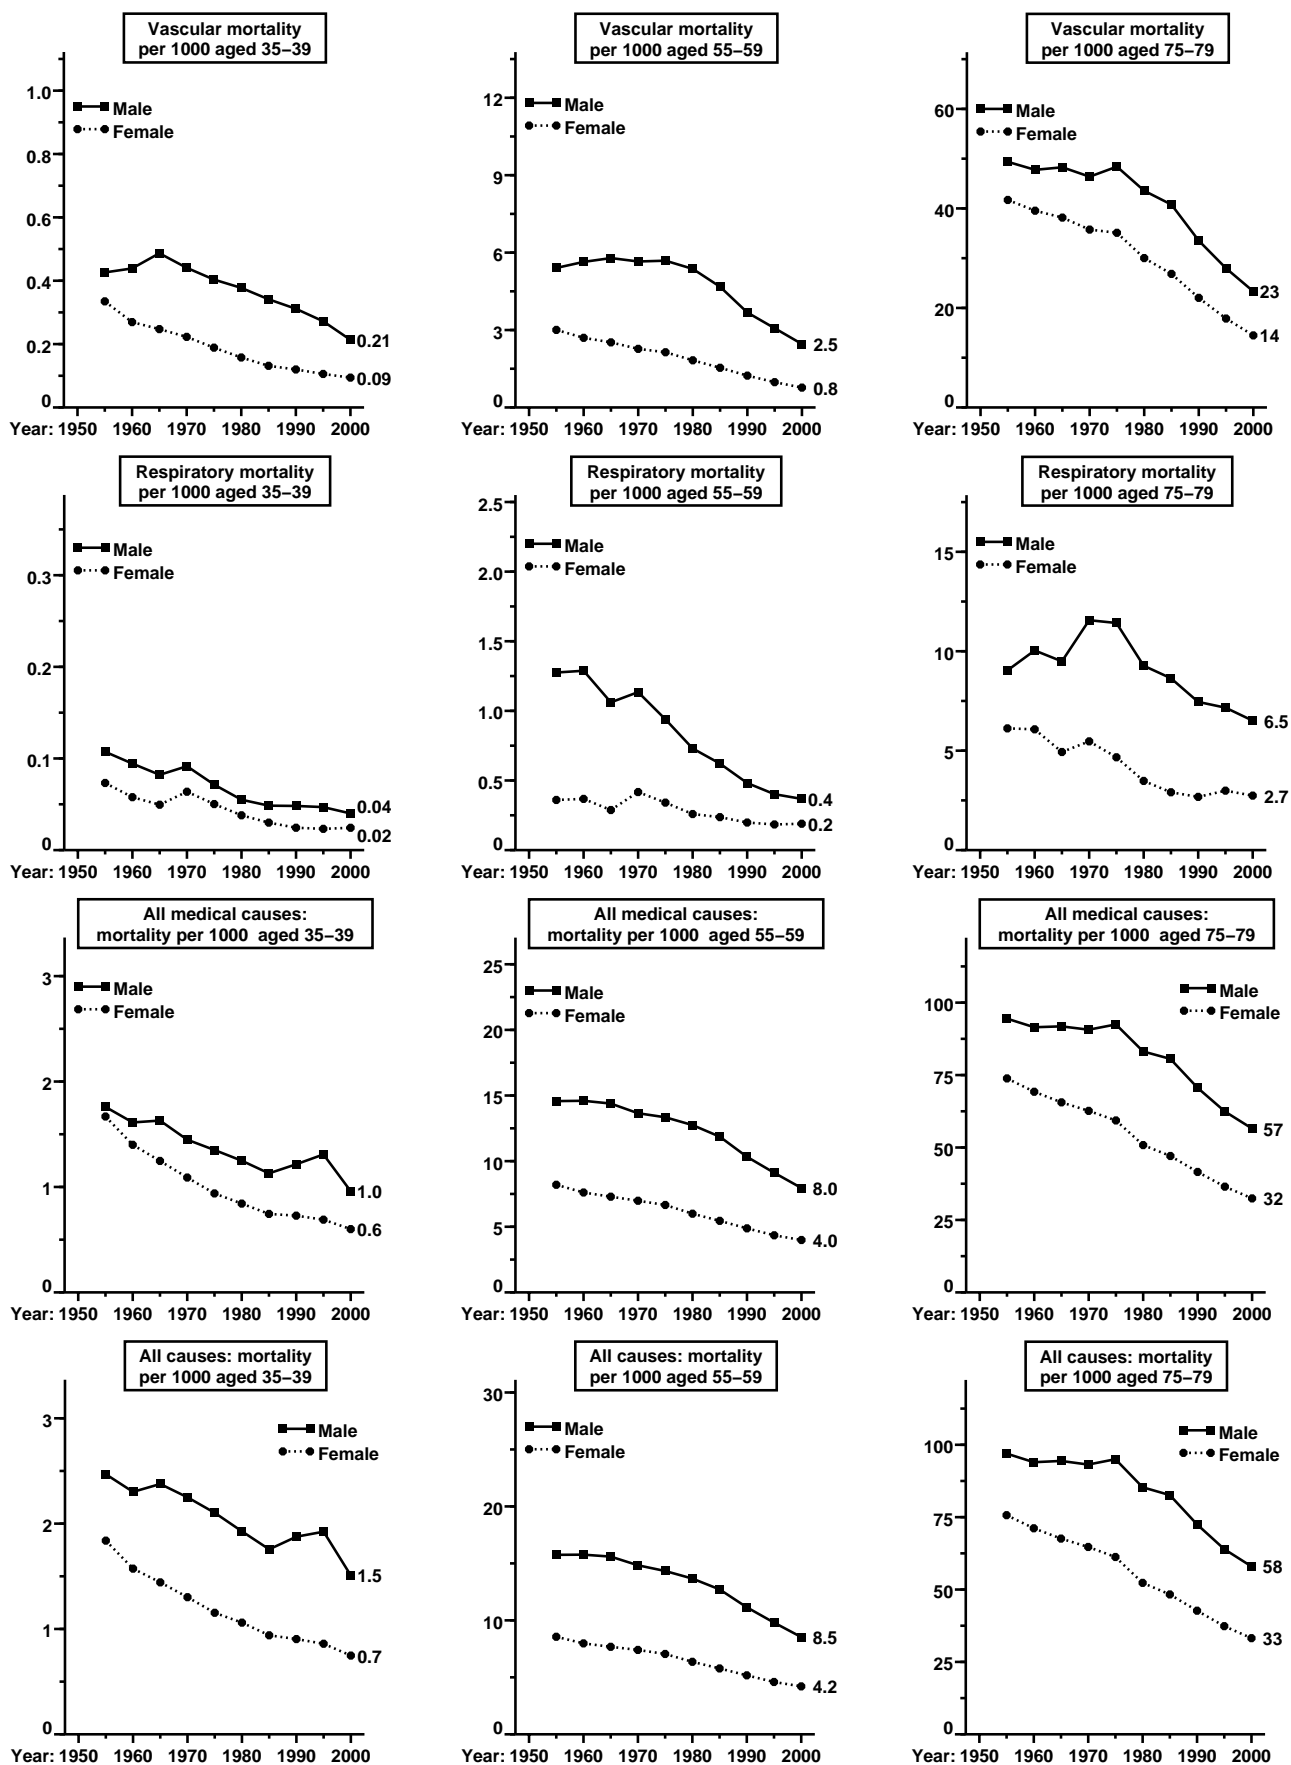 Vascular mortality
per 1000 aged 35–39
1.0
0.8
0.6
0.4
0.2
0
Male
Female
0.21
0.09
Year: 1950 1960 1970 1980 1990 2000
Vascular mortality
per 1000 aged 55–59
12
9
6
3
0
Male
Female
2.5
0.8
Year: 1950 1960 1970 1980 1990 2000
Vascular mortality
per 1000 aged 75–79
60
40
20
0
Male
Female
23
14
Year: 1950 1960 1970 1980 1990 2000
Respiratory mortality
per 1000 aged 35–39
0.3
0.2
0.1
0
Male
Female
0.04
0.02
Year: 1950 1960 1970 1980 1990 2000
Respiratory mortality
per 1000 aged 55–59
2.5
2.0
1.5
1.0
0.5
0
Male
Female
0.4
0.2
Year: 1950 1960 1970 1980 1990 2000
Respiratory mortality
per 1000 aged 75–79
15
10
5
0
Male
Female
6.5
2.7
Year: 1950 1960 1970 1980 1990 2000
All medical causes:
mortality per 1000 aged 35–39
3
2
1
0
Male
Female
1.0
0.6
Year: 1950 1960 1970 1980 1990 2000
All medical causes:
mortality per 1000 aged 55–59
25
20
15
10
5
0
Male
Female
8.0
4.0
Year: 1950 1960 1970 1980 1990 2000
All medical causes:
mortality per 1000 aged 75–79
100
75
50
25
0
Male
Female
57
32
Year: 1950 1960 1970 1980 1990 2000
All causes: mortality
per 1000 aged 35–39
3
2
1
0
Male
Female
1.5
0.7
Year: 1950 1960 1970 1980 1990 2000
All causes: mortality
per 1000 aged 55–59
30
20
10
0
Male
Female
8.5
4.2
Year: 1950 1960 1970 1980 1990 2000
All causes: mortality
per 1000 aged 75–79
100
75
50
25
0
Male
Female
58
33
Year: 1950 1960 1970 1980 1990 2000